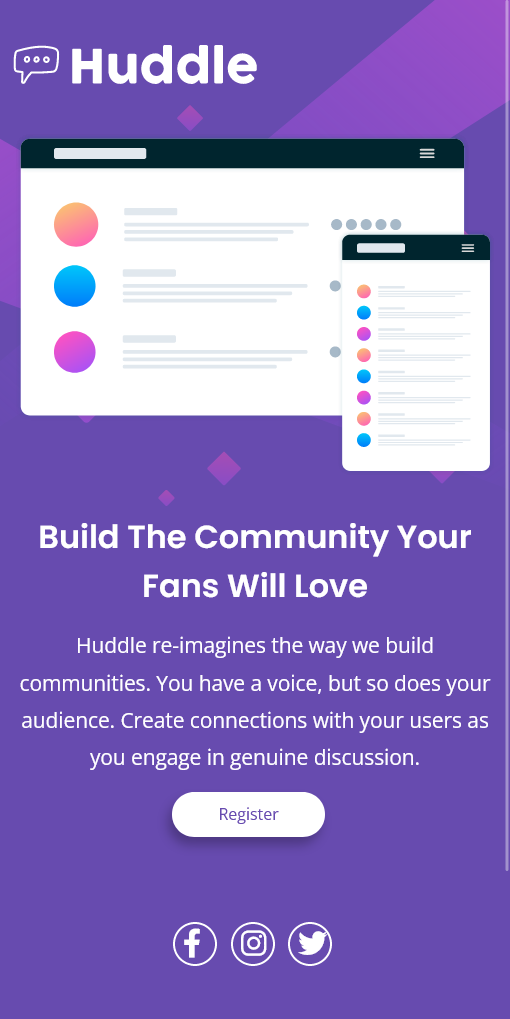 Huddle
Build The Community Your
Fans Will Love
Huddle re-imagines the way we build
communities. You have a voice, but so does your
audience. Create connections with your users as
you engage in genuine discussion.
Register